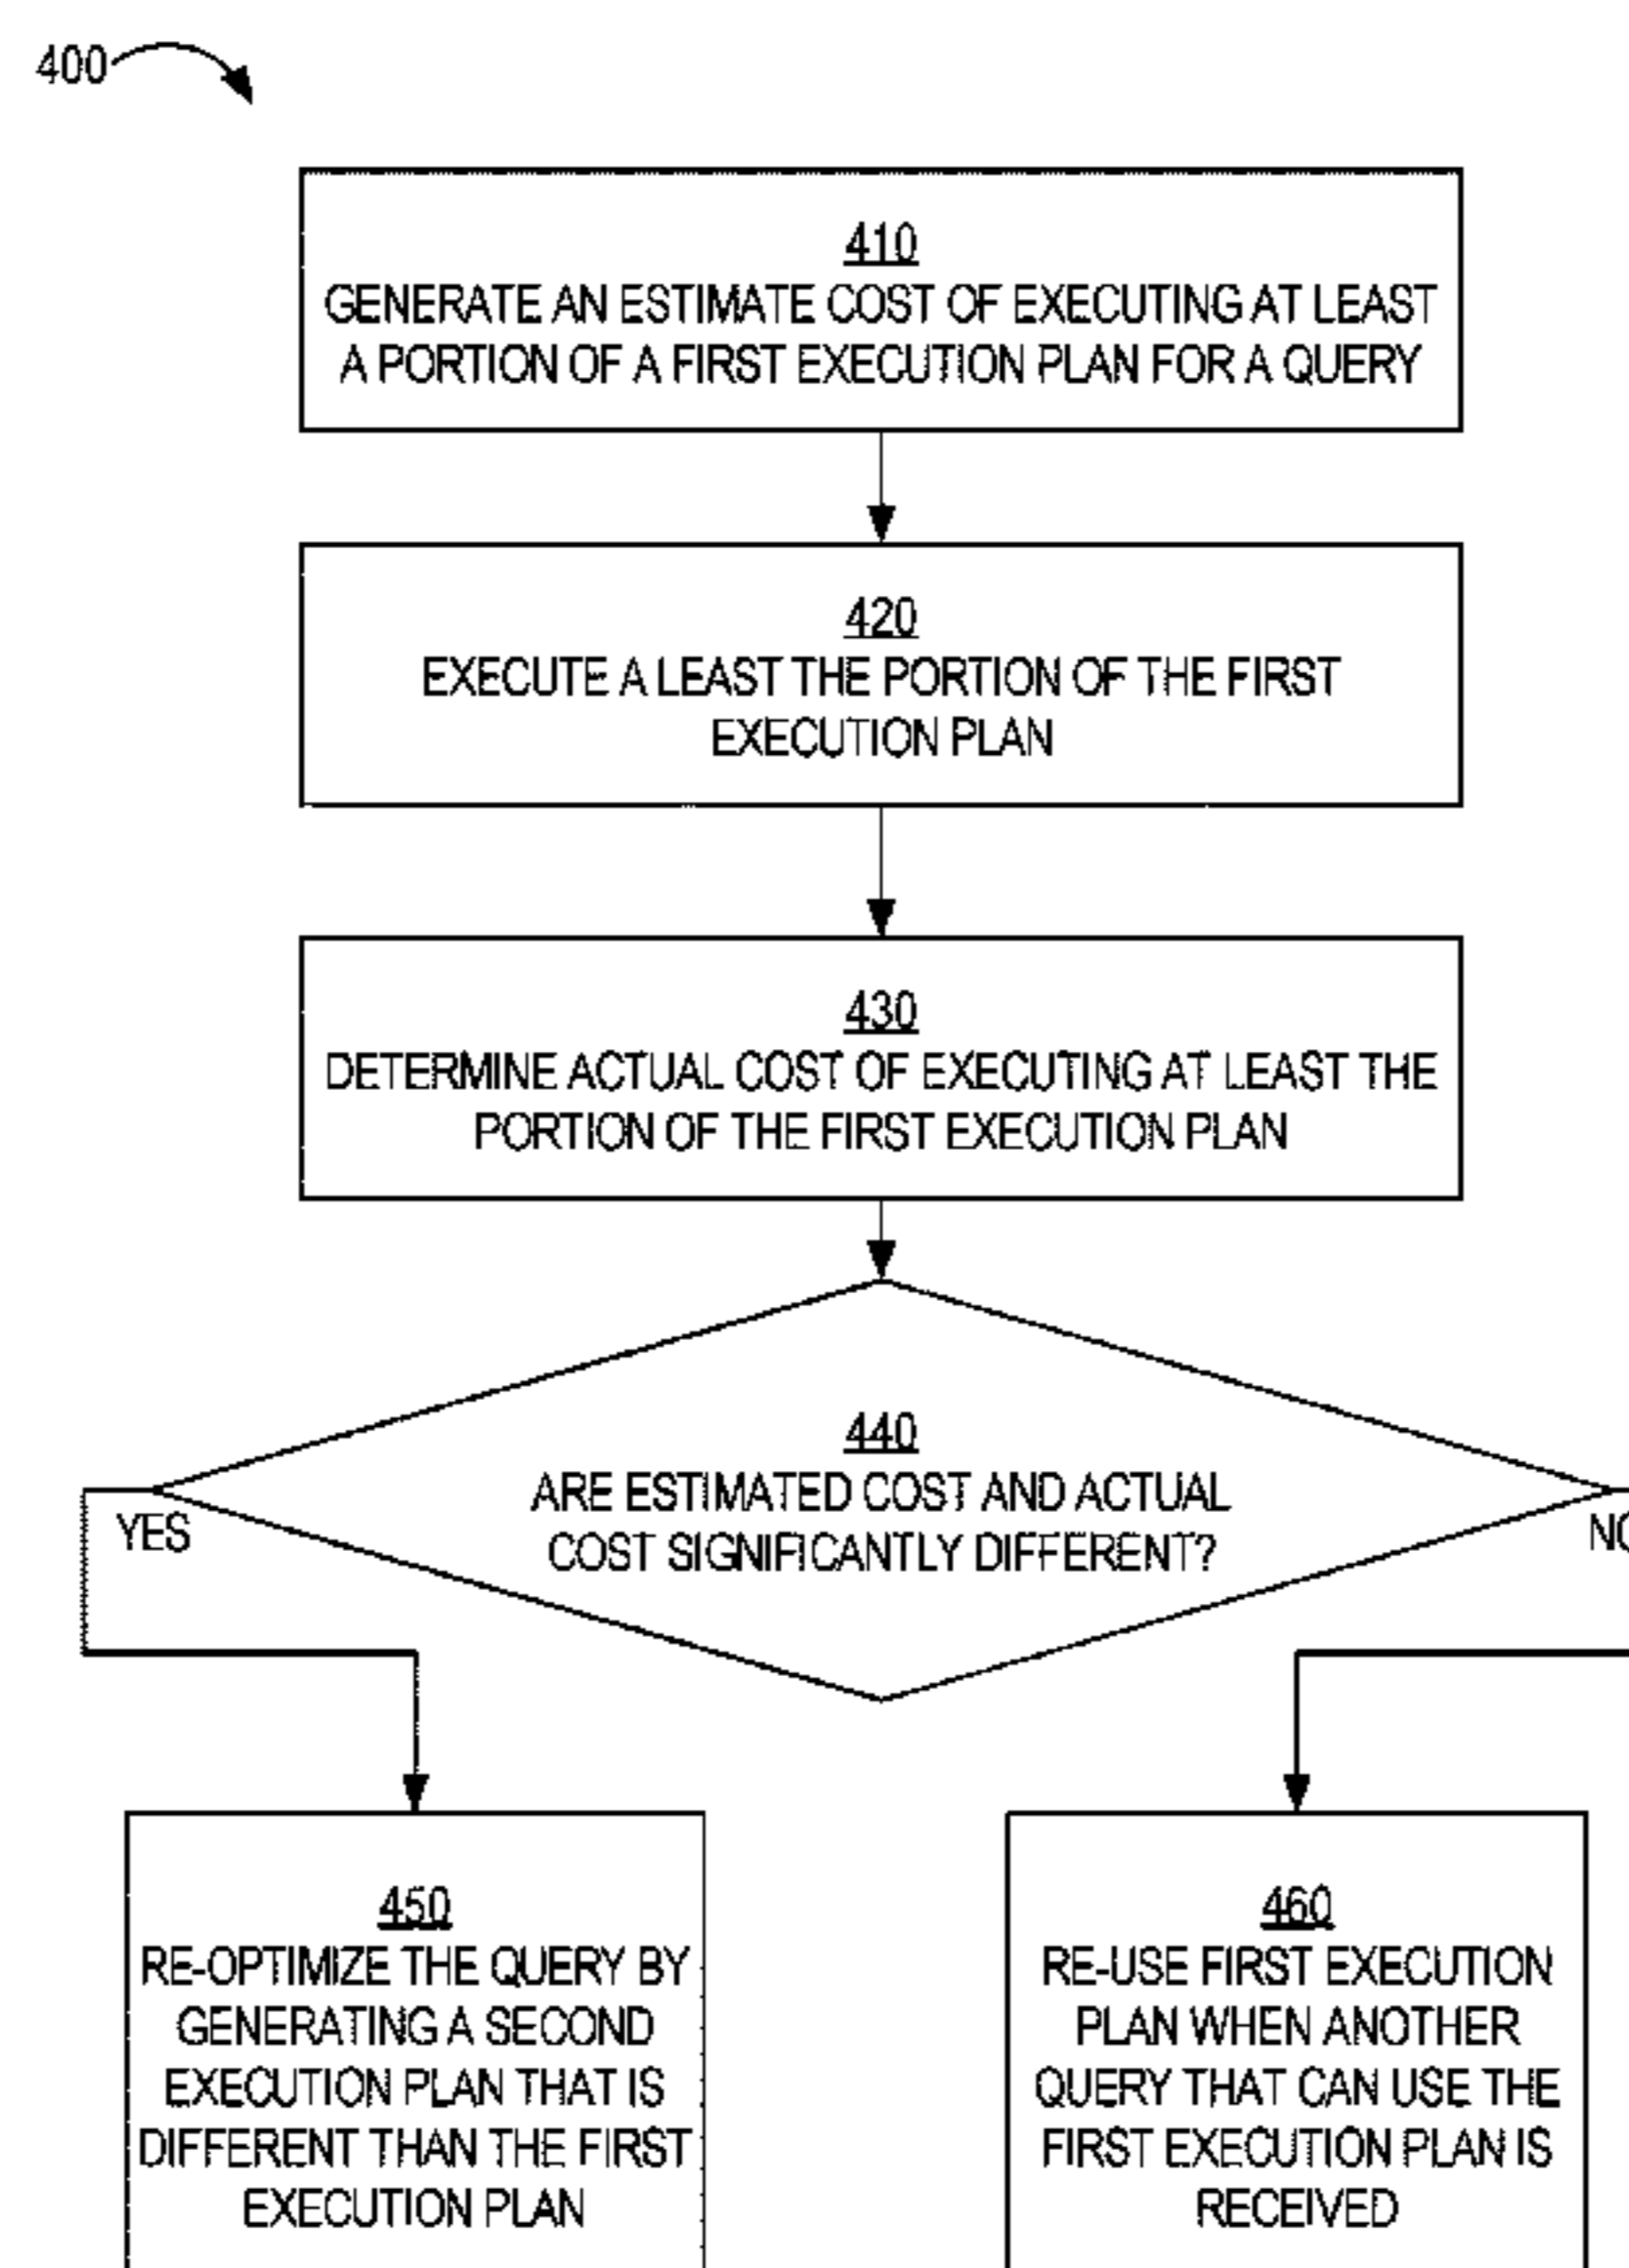 400
410
GENERATE AN ESTIMATE COST OF EXECUTING AT LEAST
A PORTION OF A FIRST EXECUTION PLAN FOR A QUERY
420
EXECUTE A LEAST THE PORTION OF THE FIRST
EXECUTION PLAN
430
DETERMINE ACTUAL COST OF EXECUTING AT LEAST THE
PORTION OF THE FIRST EXECUTION PLAN
440
ARE ESTIMATED COST AND ACTUAL
COST SIGNIFICANTLY DIFFERENT?
YES
NO
450
RE-OPTIMIZE THE QUERY BY
GENERATING A SECOND
EXECUTION PLAN THAT IS
DIFFERENT THAN THE FIRST
EXECUTION PLAN
460
RE-USE FIRST EXECUTION
PLAN WHEN ANOTHER
QUERY THAT CAN USE THE
FIRST EXECUTION PLAN IS
RECEIVED